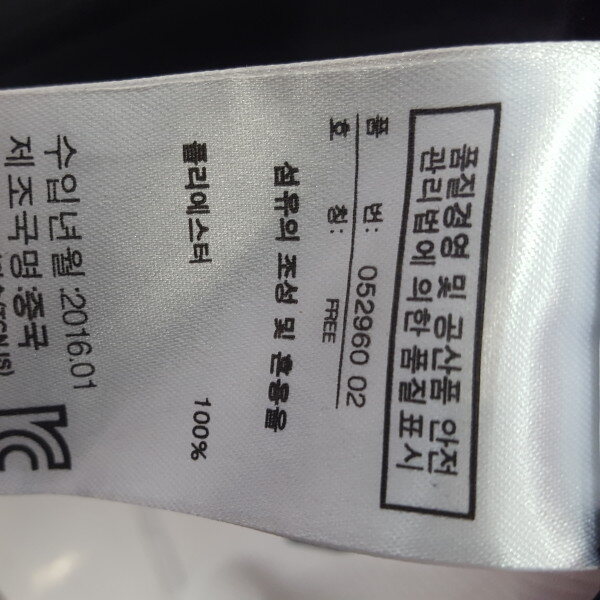 품질경영 및 공산품 안전
관리법에 의한 품질 표시
품 번: 052960 02
호 칭: FREE
섬유의 조성 및 혼용율
폴리에스터 100%
수입년월:2016.01
제조국명:중국